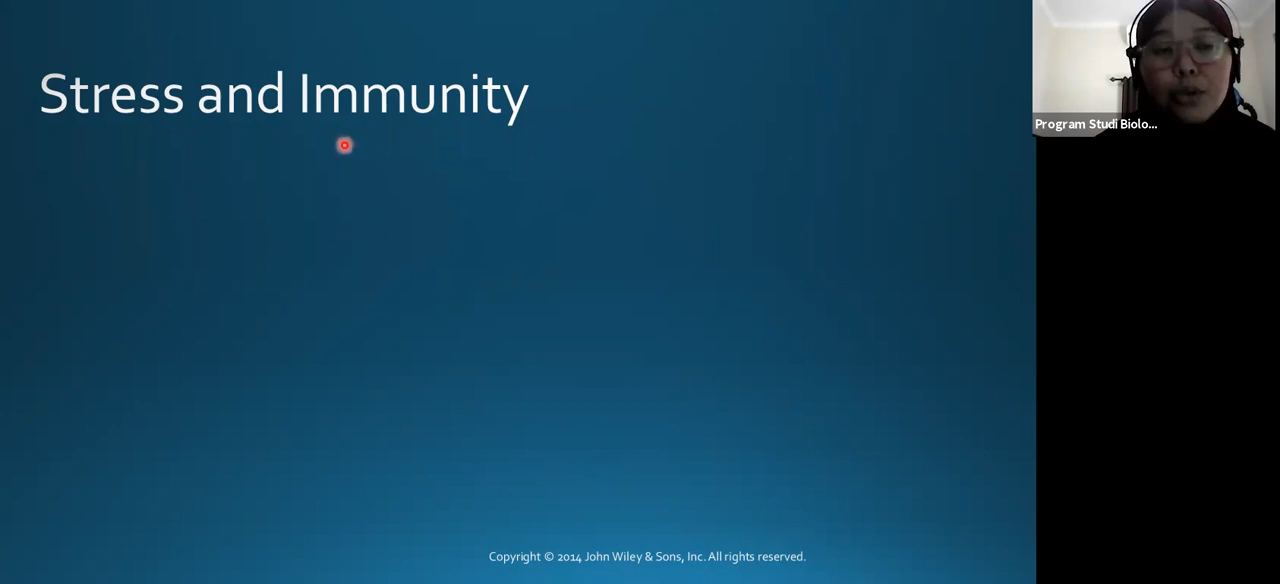 Stress and Immunity
Program Studi Biolo...
Copyright © 2014 John Wiley & Sons, Inc. All rights reserved.